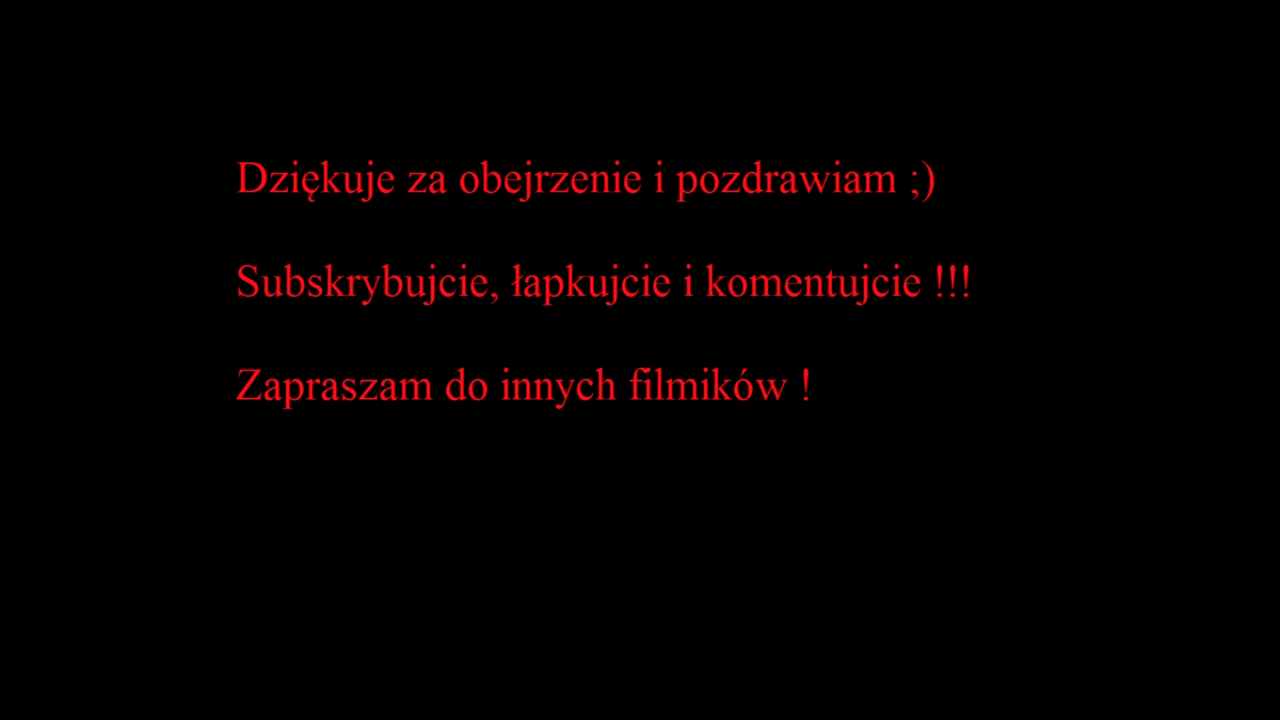 Dziękuje za obejrzenie i pozdrawiam ;)
Subskrybujcie, łapkujcie i komentujcie !!!
Zapraszam do innych filmików !